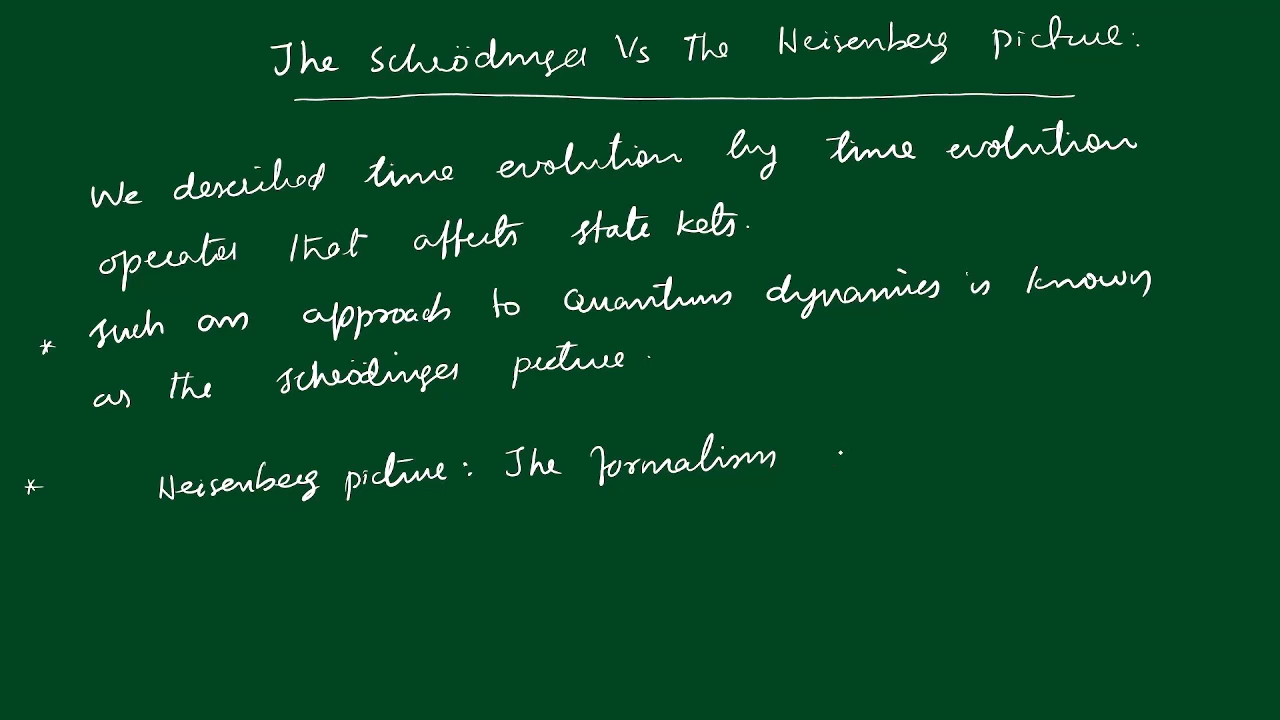 The Schrödinger Vs The Heisenberg picture:
We described time evolution by time evolution
operator that affects state kets.
* such an approach to Quantum dynamics is known
as the schrödinger picture.
* Heisenberg picture: The formalism